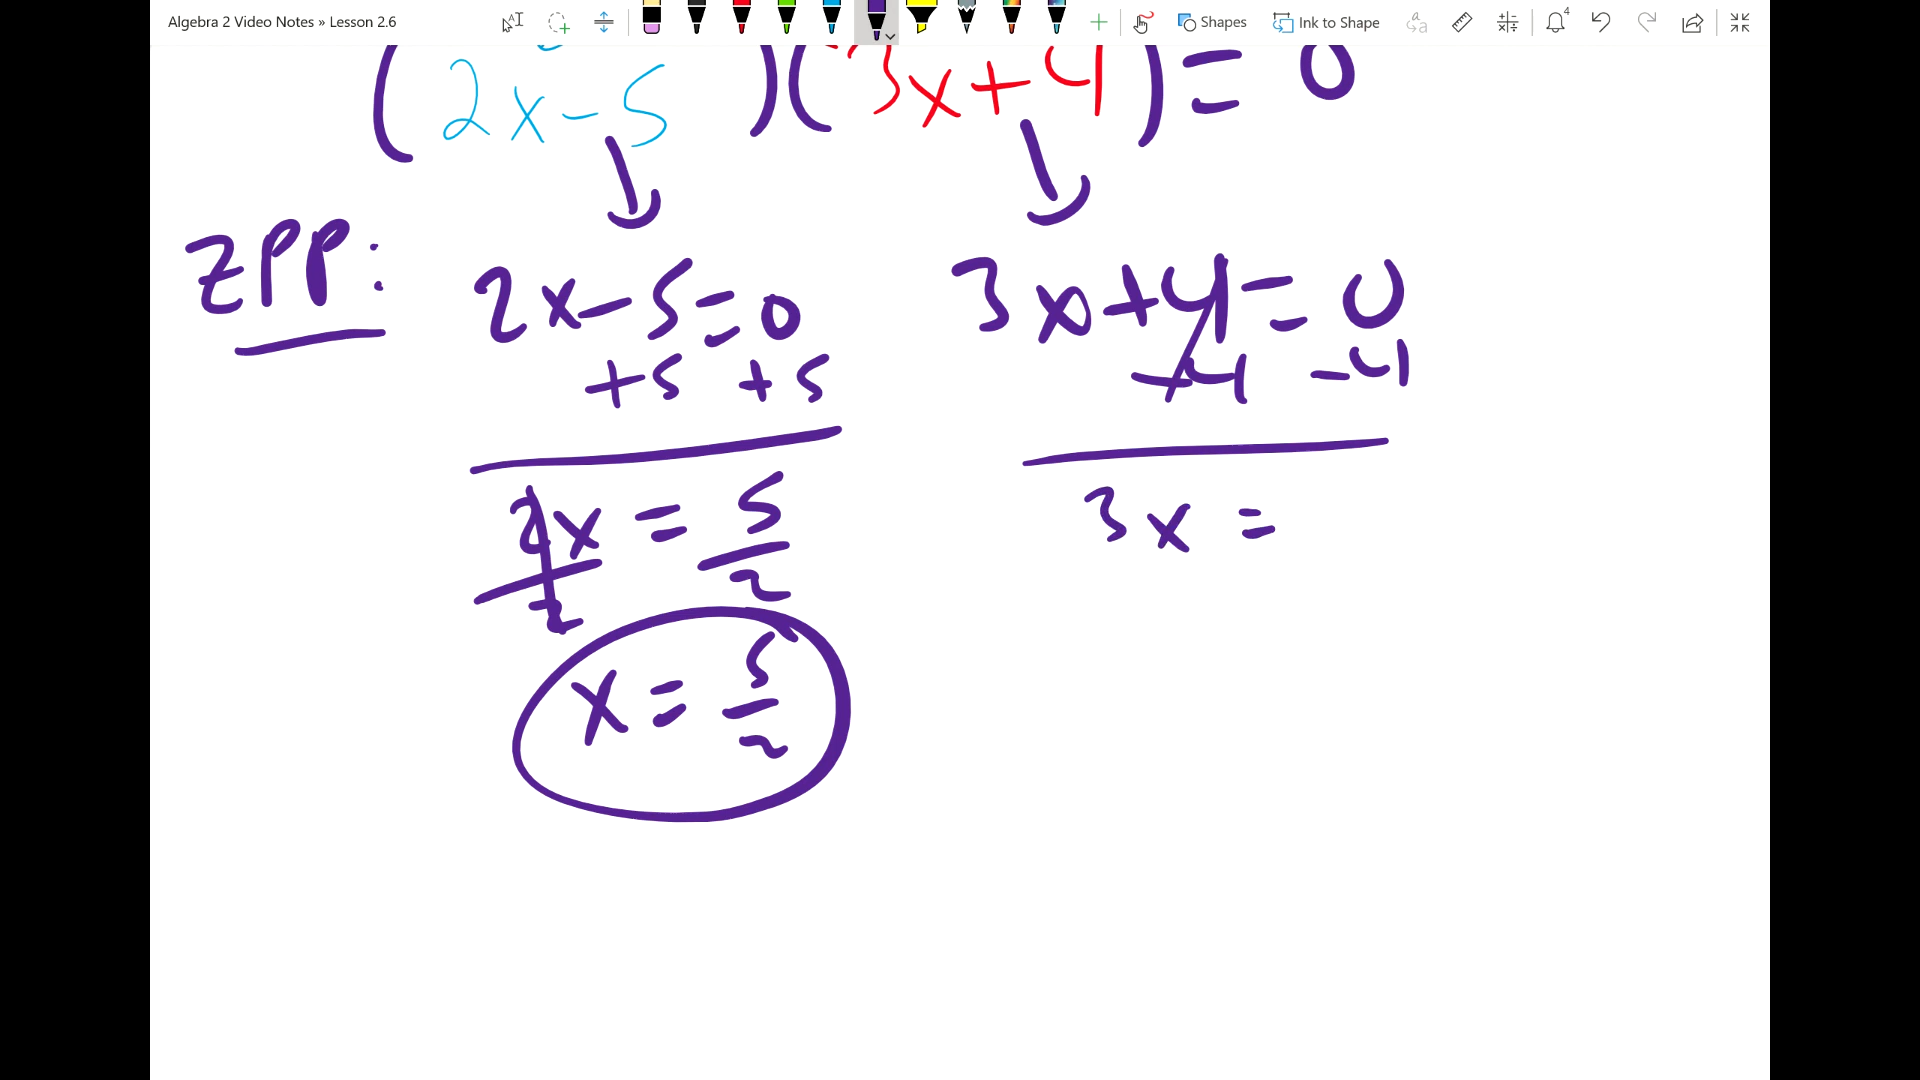 Algebra 2 Video Notes » Lesson 2.6
Shapes
Ink to Shape
4
(2x-5)(3x+4)=0
ZPP:
2x-5=0
3x+4=0
+5 +5
-4 -4
2x = 5
3x =
2 2
x = 5/2